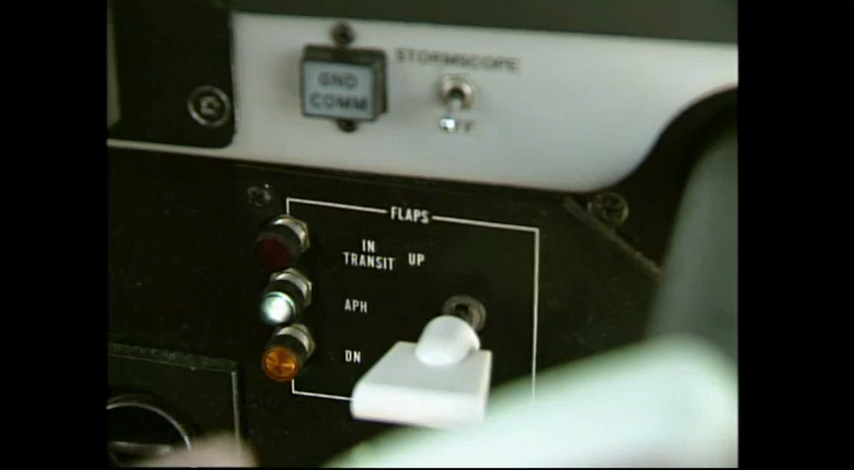 STORMSCOPE
GND
COMM
OFF
FLAPS
IN
TRANSIT UP
APH
DN